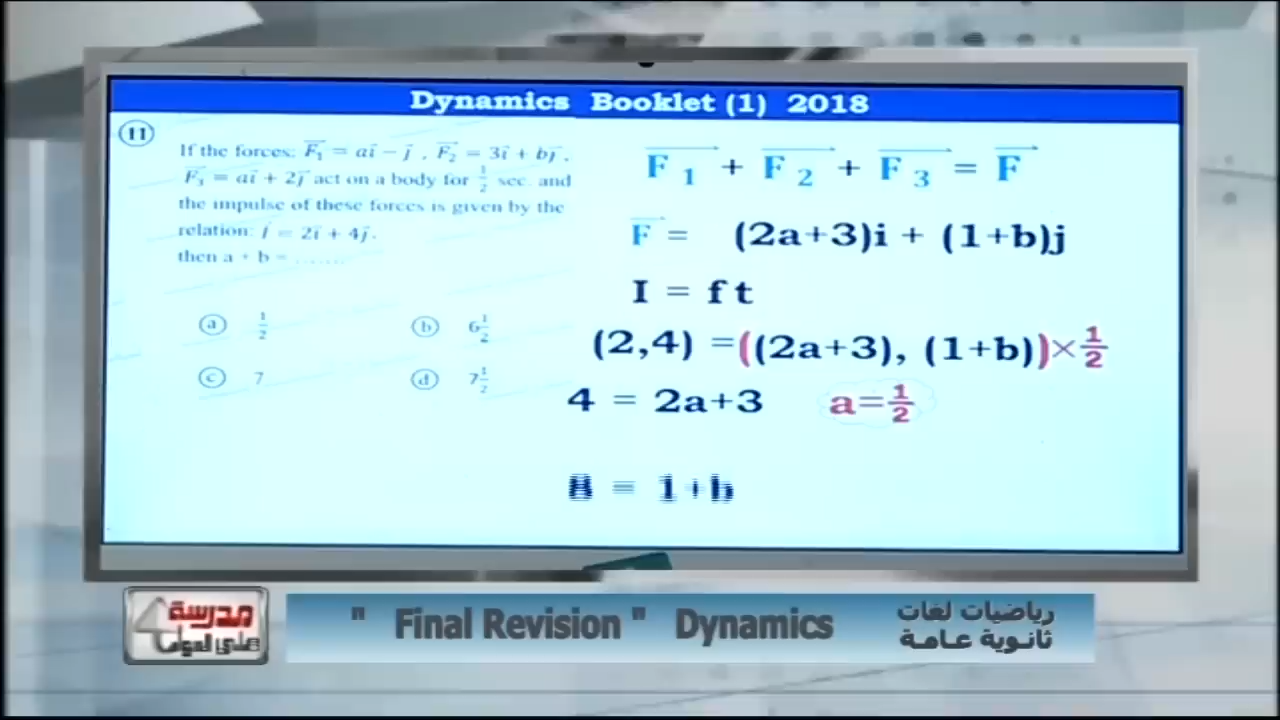 Dynamics Booklet (1) 2018
11
If the forces: F₁ = ai − j , F₂ = 3i + bj ,
F₃ = ai + 2j act on a body for 1/2 sec. and
the impulse of these forces is given by the
relation: I = 2i + 4j .
then a + b = ........
a 1/2
b 6 1/2
c 7
d 7 1/2
F₁ + F₂ + F₃ = F
F = (2a+3)i + (1+b)j
I = f t
(2,4) =((2a+3), (1+b))×1/2
4 = 2a+3 a=1/2
8 = 1+b
مدرسة
على الهواء
" Final Revision " Dynamics
رياضيات لغات
ثانوية عامة